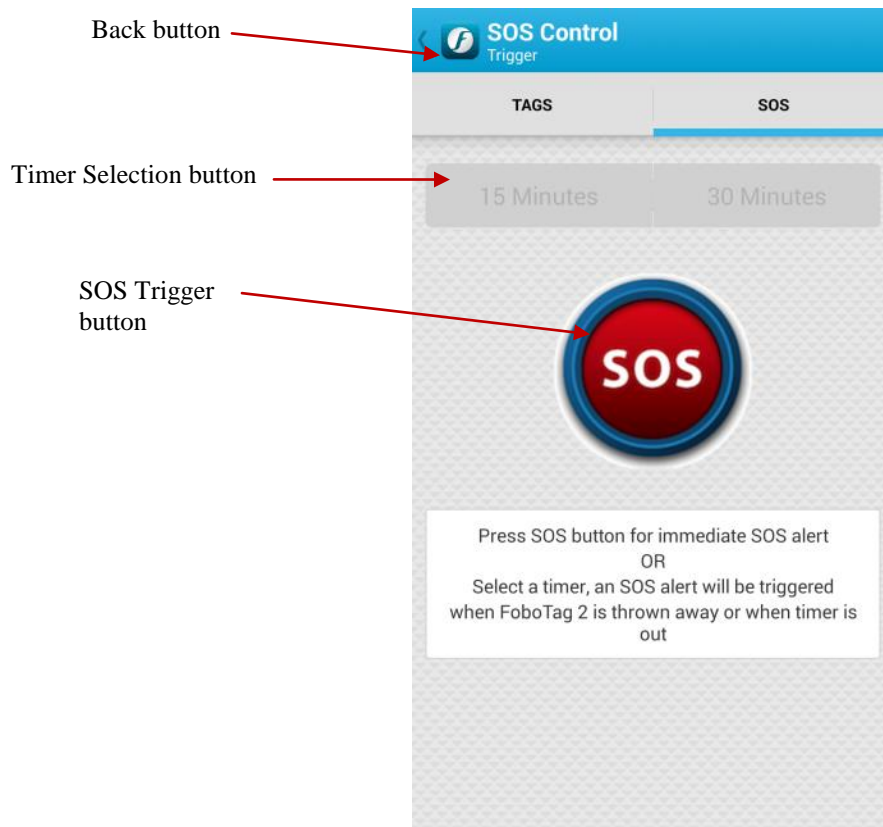 Back button
SOS Control
Trigger
TAGS
SOS
Timer Selection button
15 Minutes
30 Minutes
SOS Trigger
button
SOS
Press SOS button for immediate SOS alert
OR
Select a timer, an SOS alert will be triggered
when FoboTag 2 is thrown away or when timer is
out